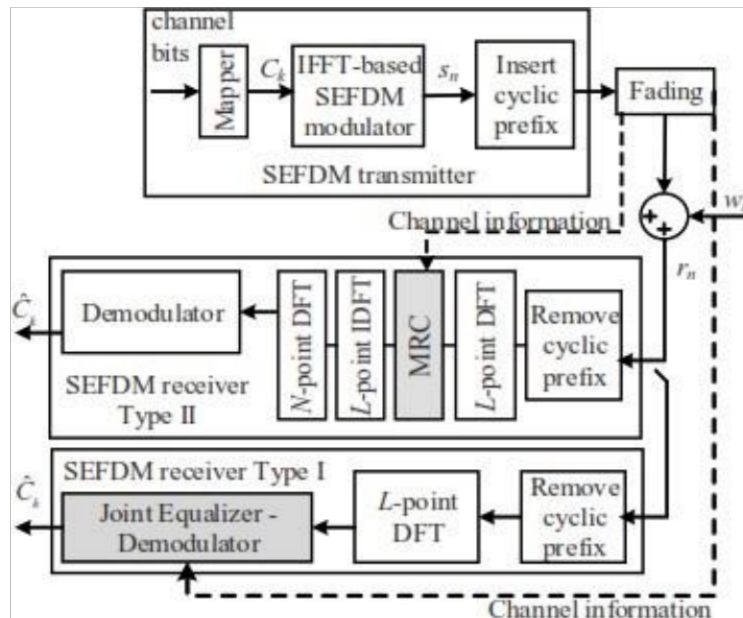 channel
bits
Mapper
C_k
IFFT-based
SEFDM
modulator
s_n
Insert
cyclic
prefix
Fading
SEFDM transmitter
Channel information
+
+
r_n
Ĉ_k
Demodulator
N-point DFT
L-point IDFT
MRC
L-point DFT
Remove
cyclic
prefix
SEFDM receiver
Type II
SEFDM receiver Type I
Ĉ_k
Joint Equalizer -
Demodulator
L-point
DFT
Remove
cyclic
prefix
Channel information